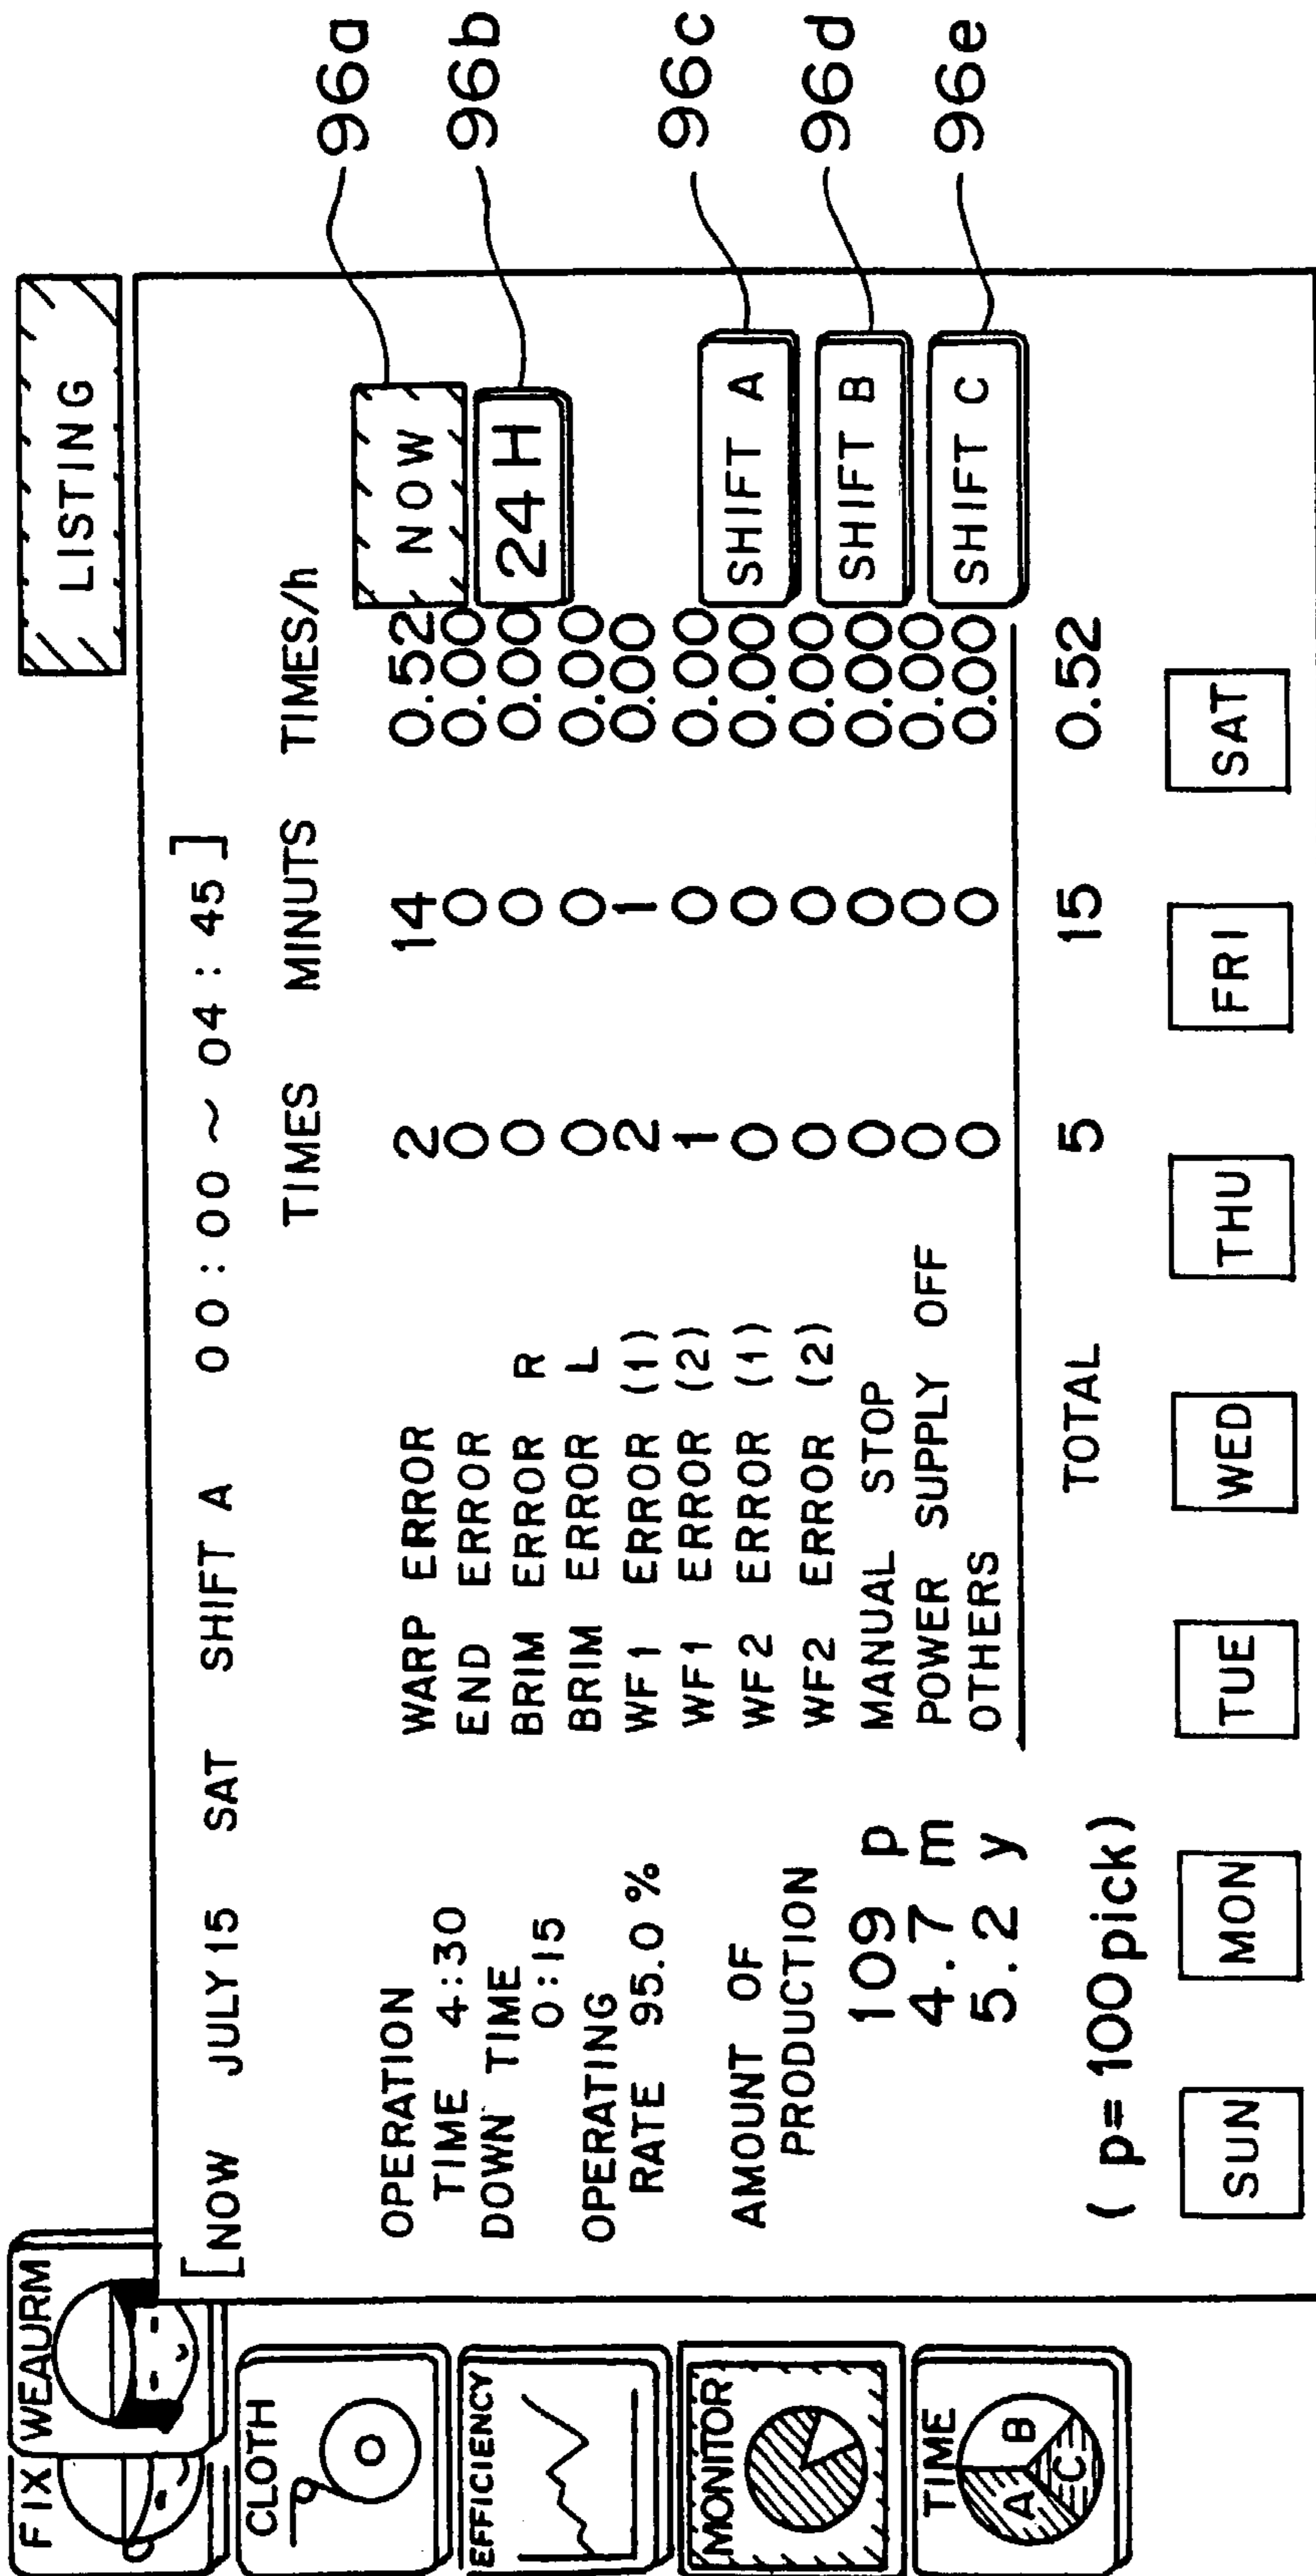 FIX WEAURM
LISTING
CLOTH
EFFICIENCY
MONITOR
TIME
A B C
[NOW JULY 15 SAT SHIFT A 00:00 ~ 04:45]
TIMES MINUTS TIMES/h
OPERATION
TIME 4:30
DOWN TIME
0:15
OPERATING
RATE 95.0 %
AMOUNT OF
PRODUCTION
109 p
4.7 m
5.2 y
(p=100pick)
WARP ERROR 2 14 0.52
END ERROR 0 0 0.00
BRIM ERROR R 0 0 0.00
BRIM ERROR L 0 0 0.00
WF1 ERROR (1) 2 1 0.00
WF1 ERROR (2) 1 0 0.00
WF2 ERROR (1) 0 0 0.00
WF2 ERROR (2) 0 0 0.00
MANUAL STOP 0 0 0.00
POWER SUPPLY OFF 0 0 0.00
OTHERS 0 0 0.00
TOTAL 5 15 0.52
NOW 96a
24 H 96b
SHIFT A 96c
SHIFT B 96d
SHIFT C 96e
SUN MON TUE WED THU FRI SAT